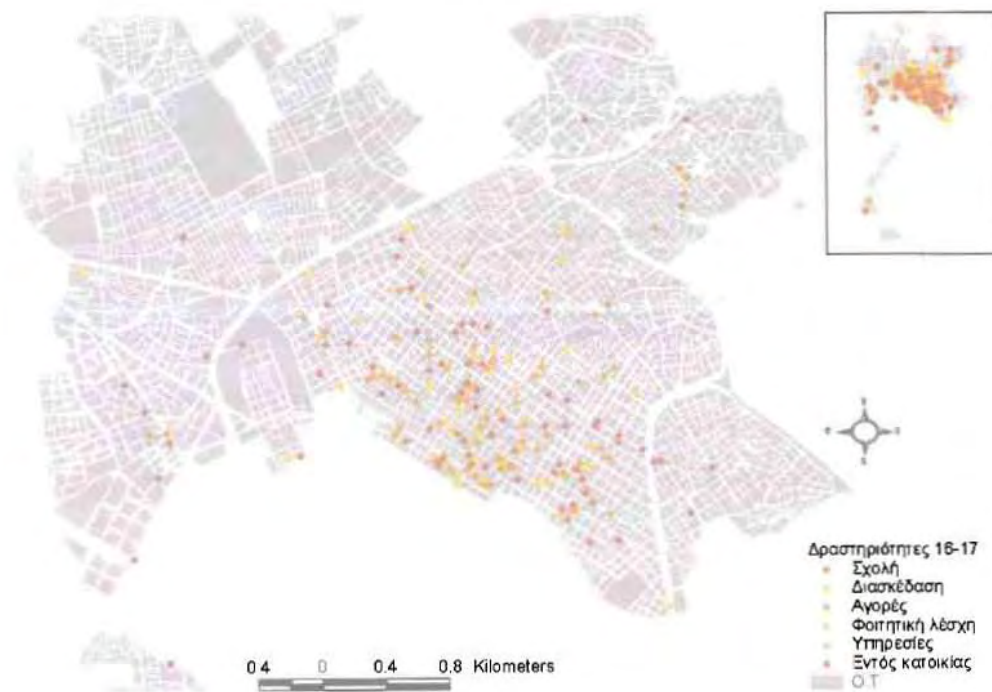 Δραστηριότητες 16-17
Σχολή
Διασκέδαση
Αγορές
Φοιτητική λέσχη
Υπηρεσίες
Εντός κατοικίας
Ο.Τ
0.4 0 0.4 0.8 Kilometers